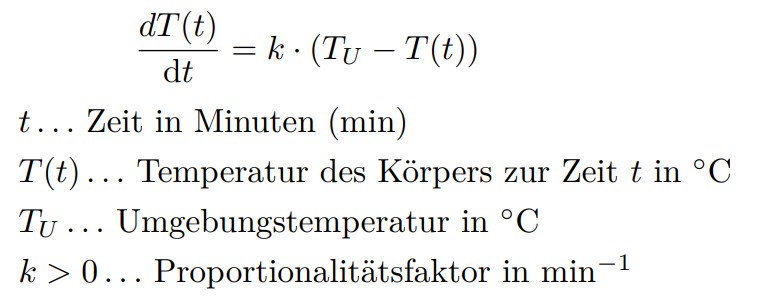 dT(t)/dt = k · (T_U − T(t))
t... Zeit in Minuten (min)
T(t)... Temperatur des Körpers zur Zeit t in °C
T_U ... Umgebungstemperatur in °C
k > 0... Proportionalitätsfaktor in min⁻¹